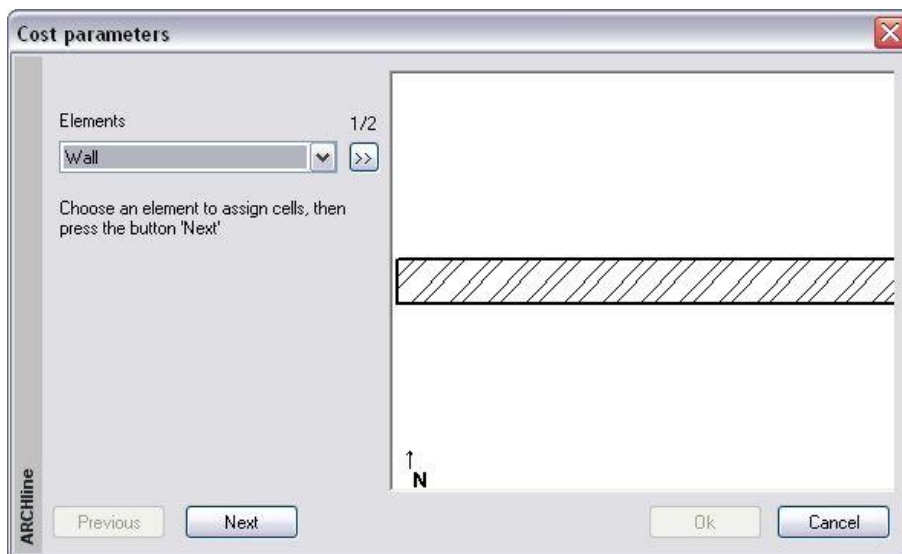 Cost parameters
Elements
1/2
Wall
>>
Choose an element to assign cells, then
press the button 'Next'
N
ARCHline
Previous
Next
Ok
Cancel